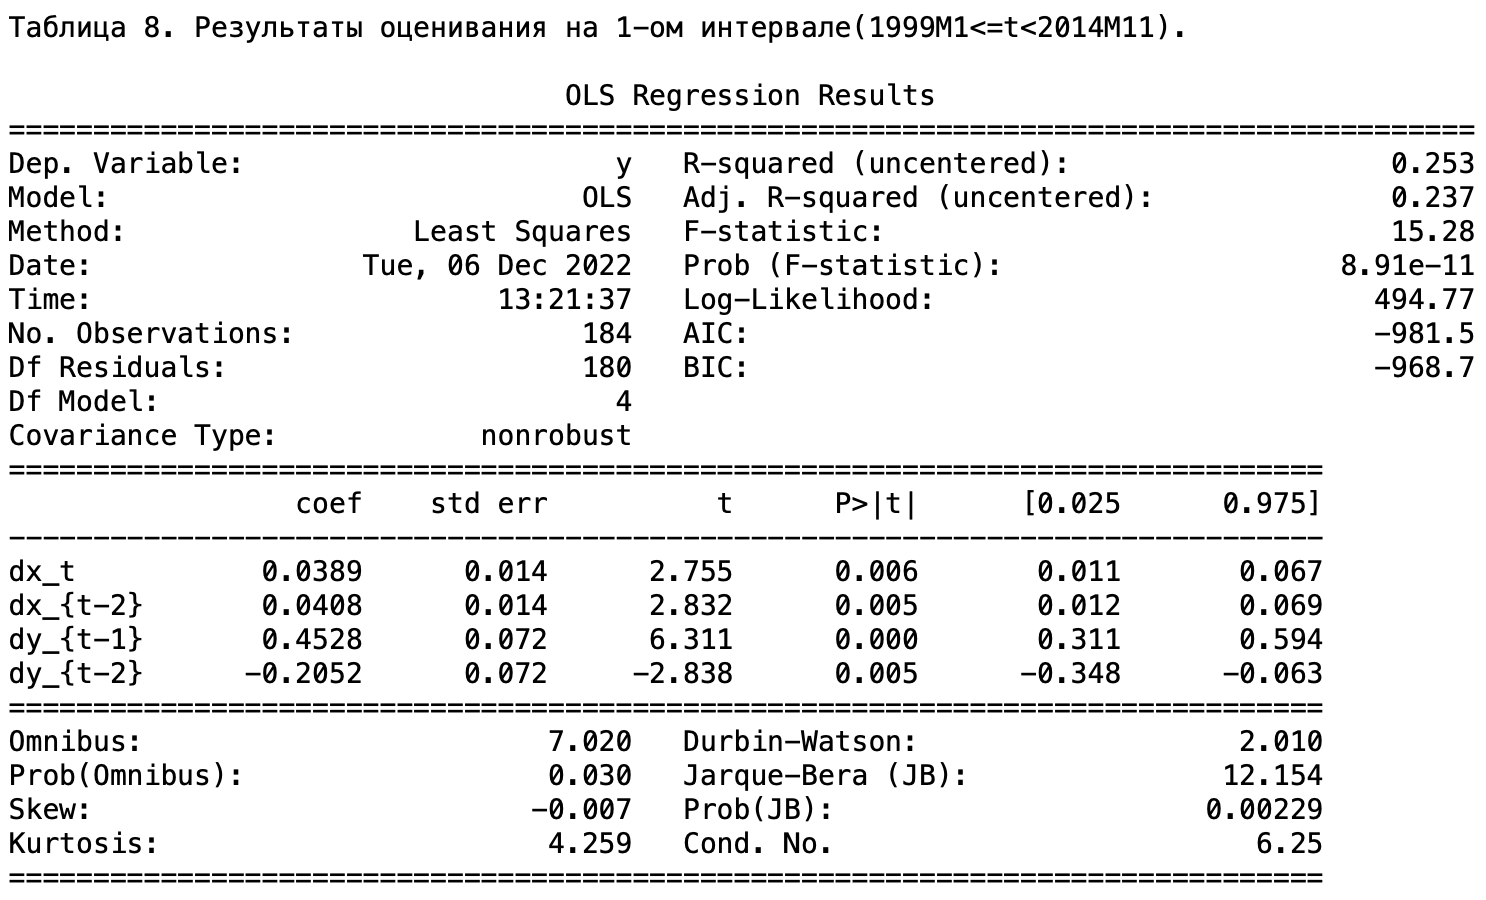 Таблица 8. Результаты оценивания на 1-ом интервале(1999M1<=t<2014M11).
OLS Regression Results
=======================================================================================
Dep. Variable: y R-squared (uncentered): 0.253
Model: OLS Adj. R-squared (uncentered): 0.237
Method: Least Squares F-statistic: 15.28
Date: Tue, 06 Dec 2022 Prob (F-statistic): 8.91e-11
Time: 13:21:37 Log-Likelihood: 494.77
No. Observations: 184 AIC: -981.5
Df Residuals: 180 BIC: -968.7
Df Model: 4
Covariance Type: nonrobust
==============================================================================
coef std err t P>|t| [0.025 0.975]
------------------------------------------------------------------------------
dx_t 0.0389 0.014 2.755 0.006 0.011 0.067
dx_{t-2} 0.0408 0.014 2.832 0.005 0.012 0.069
dy_{t-1} 0.4528 0.072 6.311 0.000 0.311 0.594
dy_{t-2} -0.2052 0.072 -2.838 0.005 -0.348 -0.063
==============================================================================
Omnibus: 7.020 Durbin-Watson: 2.010
Prob(Omnibus): 0.030 Jarque-Bera (JB): 12.154
Skew: -0.007 Prob(JB): 0.00229
Kurtosis: 4.259 Cond. No. 6.25
==============================================================================